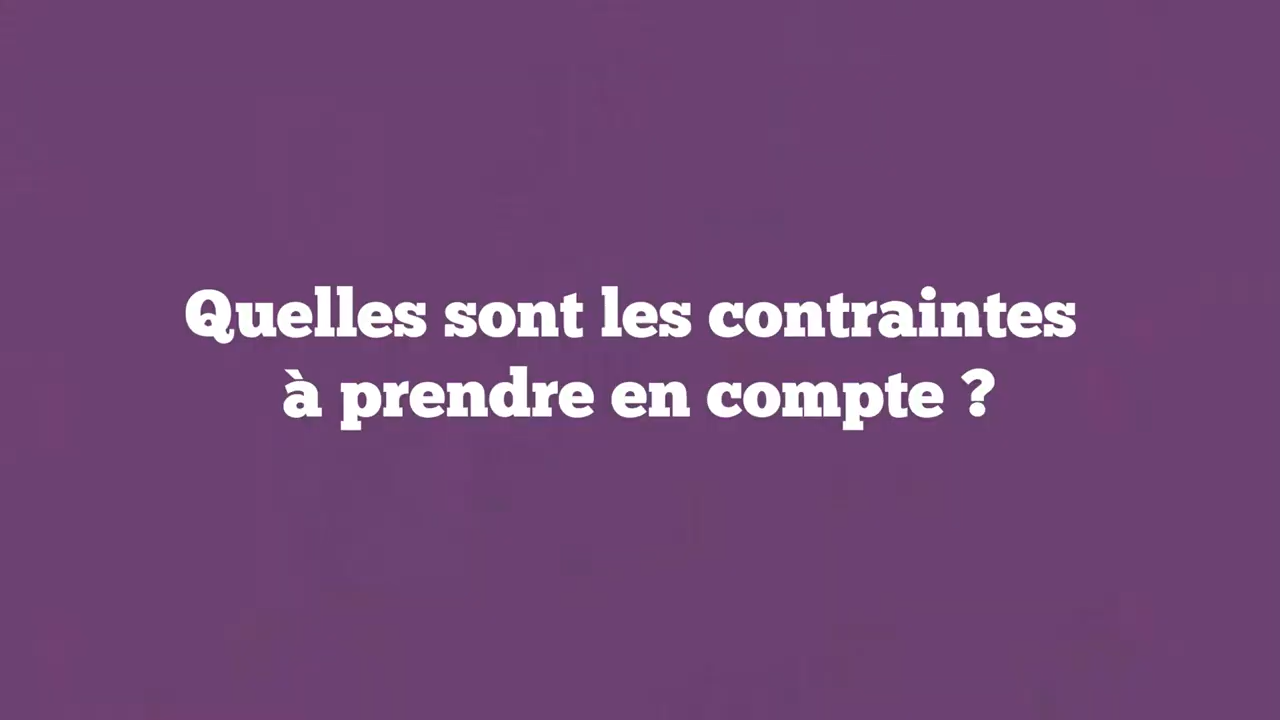 Quelles sont les contraintes
à prendre en compte ?